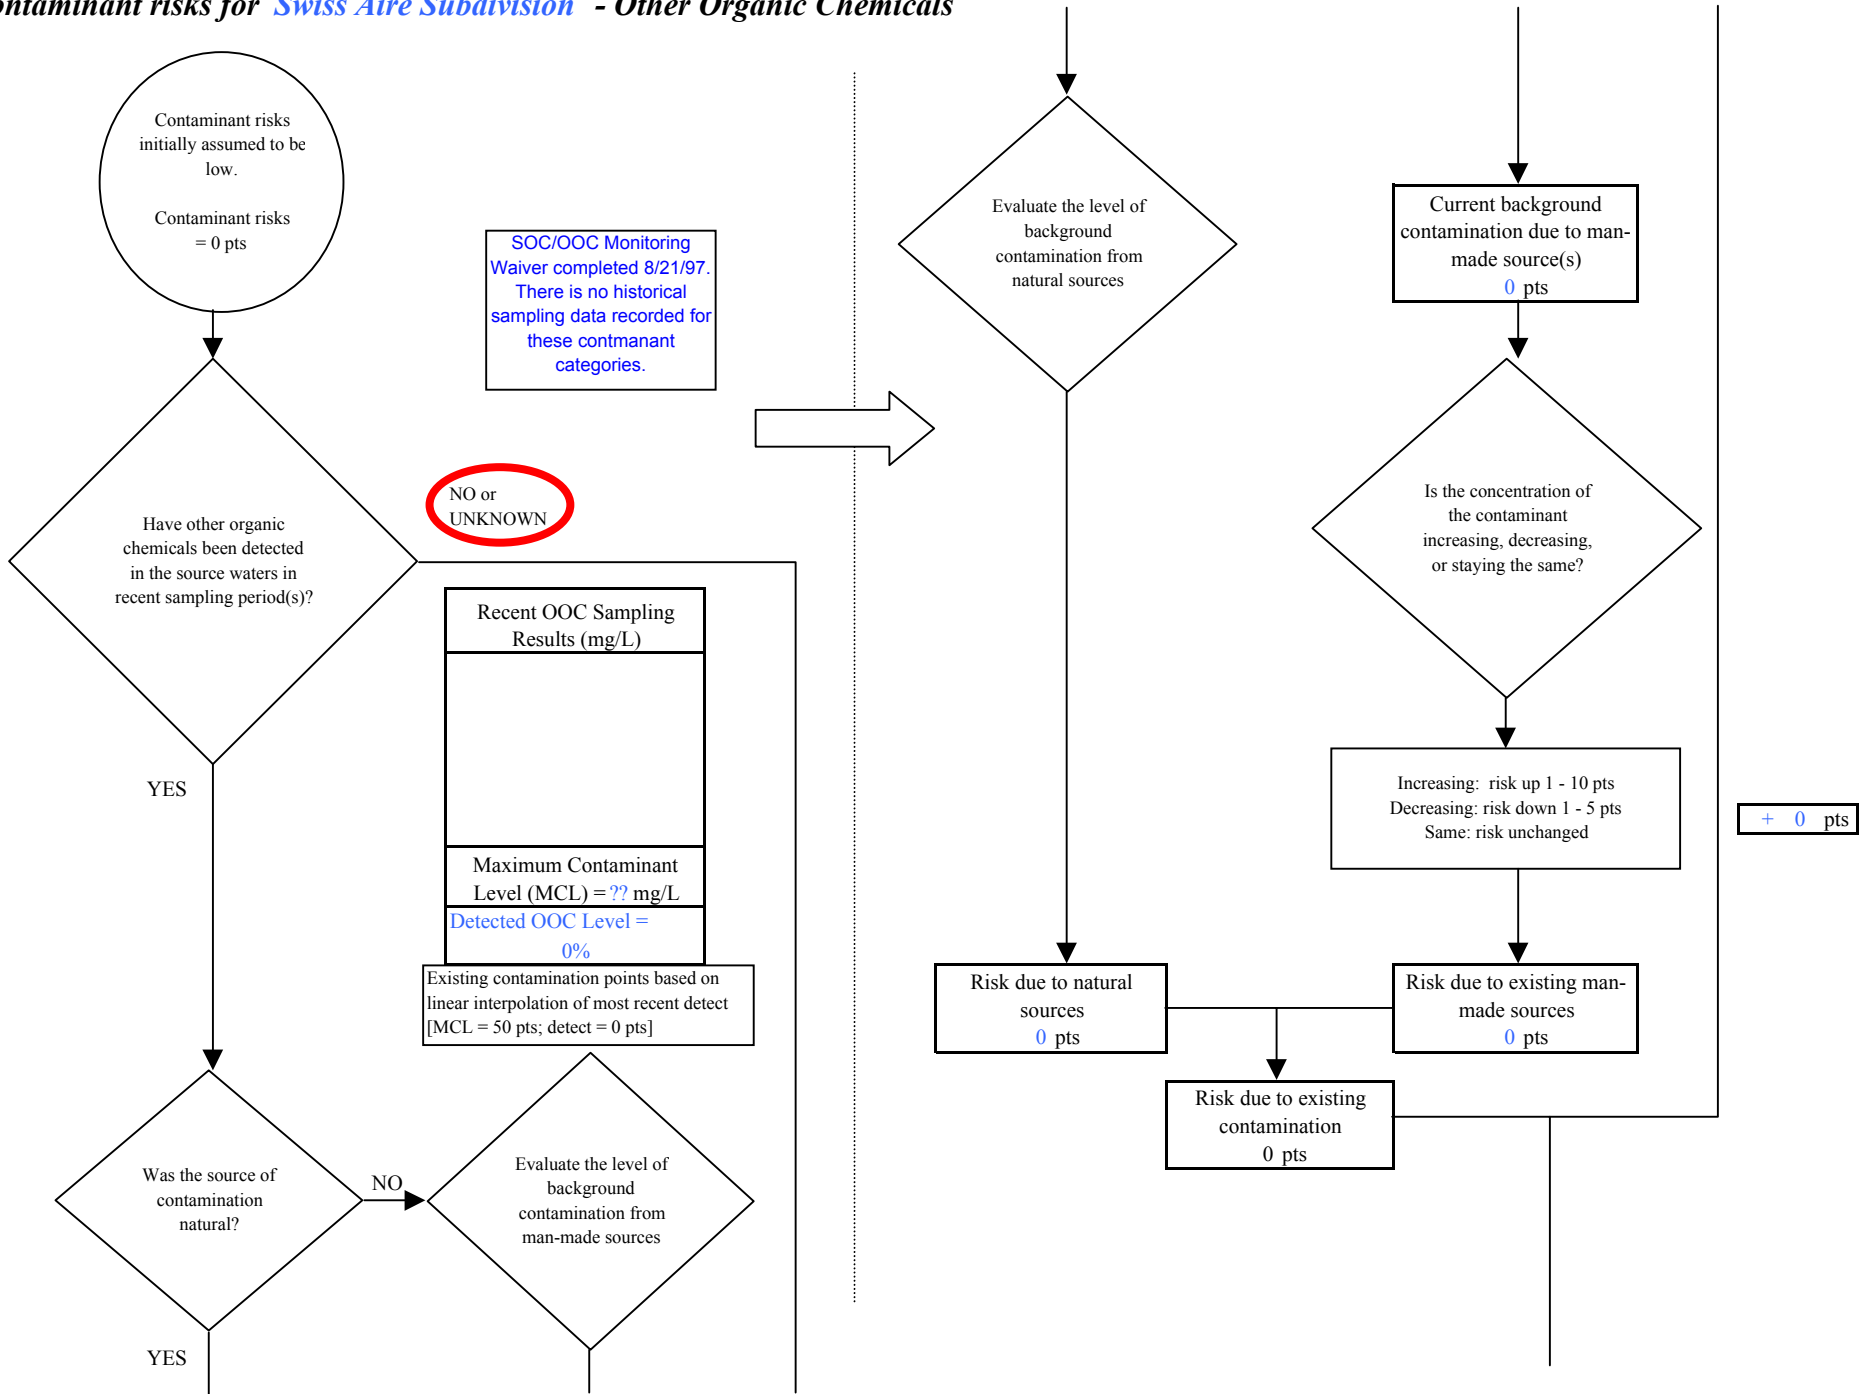 ontaminant risks for Swiss Aire Subdivision - Other Organic Chemicals
Contaminant risks
initially assumed to be
low.
Contaminant risks
= 0 pts
SOC/OOC Monitoring
Waiver completed 8/21/97.
There is no historical
sampling data recorded for
these contmanant
categories.
NO or
UNKNOWN
Have other organic
chemicals been detected
in the source waters in
recent sampling period(s)?
Recent OOC Sampling
Results (mg/L)
YES
Maximum Contaminant
Level (MCL) = ?? mg/L
Detected OOC Level =
0%
Existing contamination points based on
linear interpolation of most recent detect
[MCL = 50 pts; detect = 0 pts]
Was the source of
contamination
natural?
NO
Evaluate the level of
background
contamination from
man-made sources
YES
Evaluate the level of
background
contamination from
natural sources
Current background
contamination due to man-
made source(s)
0 pts
Is the concentration of
the contaminant
increasing, decreasing,
or staying the same?
Increasing: risk up 1 - 10 pts
Decreasing: risk down 1 - 5 pts
Same: risk unchanged
+ 0 pts
Risk due to natural
sources
0 pts
Risk due to existing man-
made sources
0 pts
Risk due to existing
contamination
0 pts